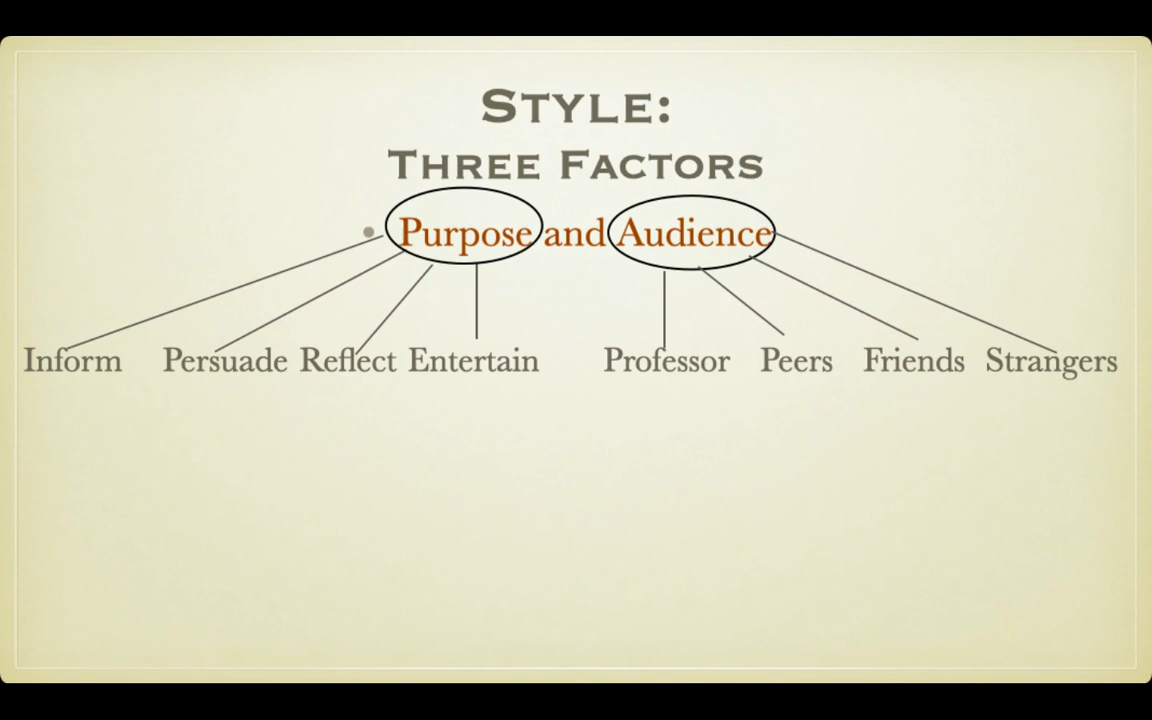 STYLE:
THREE FACTORS
• Purpose and Audience
Inform Persuade Reflect Entertain Professor Peers Friends Strangers